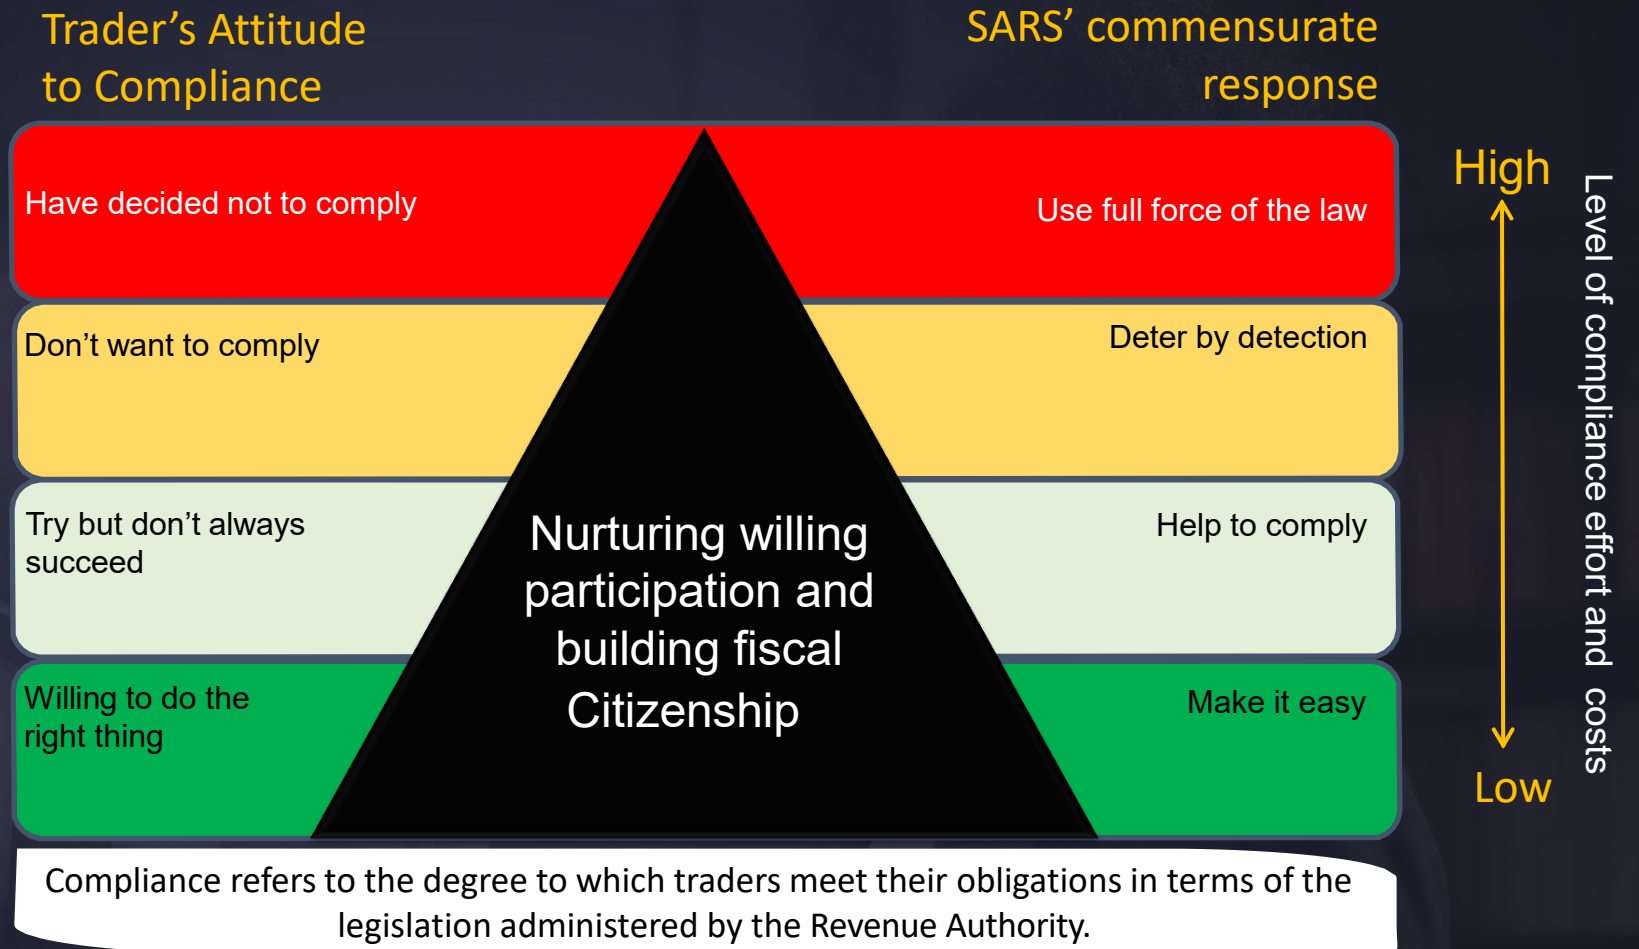 Trader’s Attitude
to Compliance
SARS’ commensurate
response
Have decided not to comply
Use full force of the law
Don’t want to comply
Deter by detection
Try but don’t always
succeed
Help to comply
Willing to do the
right thing
Make it easy
Nurturing willing
participation and
building fiscal
Citizenship
High
Low
Level of compliance effort and costs
Compliance refers to the degree to which traders meet their obligations in terms of the
legislation administered by the Revenue Authority.